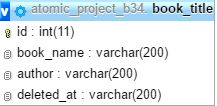 v atomic_project_b34. book_title
id : int(11)
book_name : varchar(200)
author : varchar(200)
deleted_at : varchar(200)